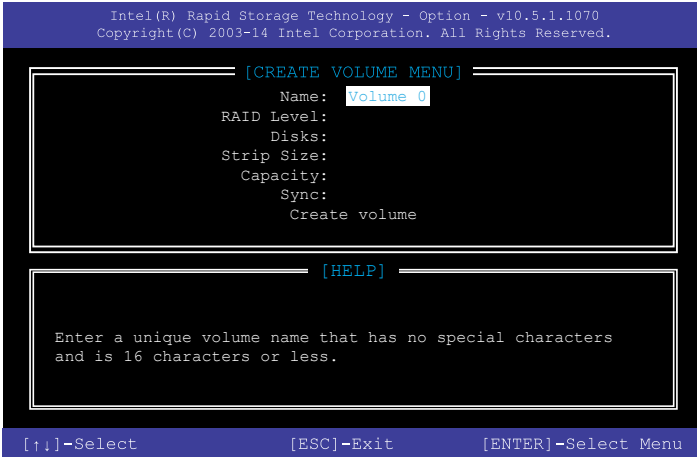 Intel(R) Rapid Storage Technology - Option - v10.5.1.1070
Copyright(C) 2003-14 Intel Corporation. All Rights Reserved.
[CREATE VOLUME MENU]
Name: Volume 0
RAID Level:
Disks:
Strip Size:
Capacity:
Sync:
Create volume
[HELP]
Enter a unique volume name that has no special characters
and is 16 characters or less.
[↑↓]-Select [ESC]-Exit [ENTER]-Select Menu